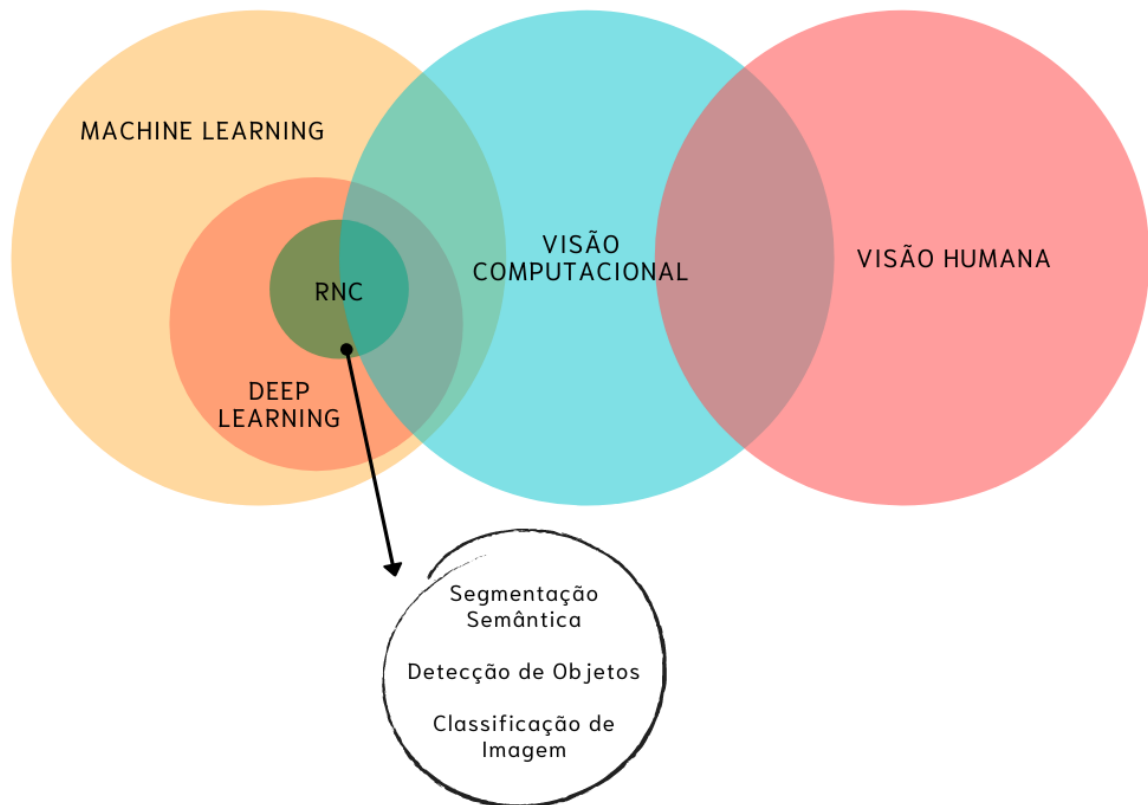 MACHINE LEARNING
VISÃO
COMPUTACIONAL
VISÃO HUMANA
RNC
DEEP
LEARNING
Segmentação
Semântica
Detecção de Objetos
Classificação de
Imagem